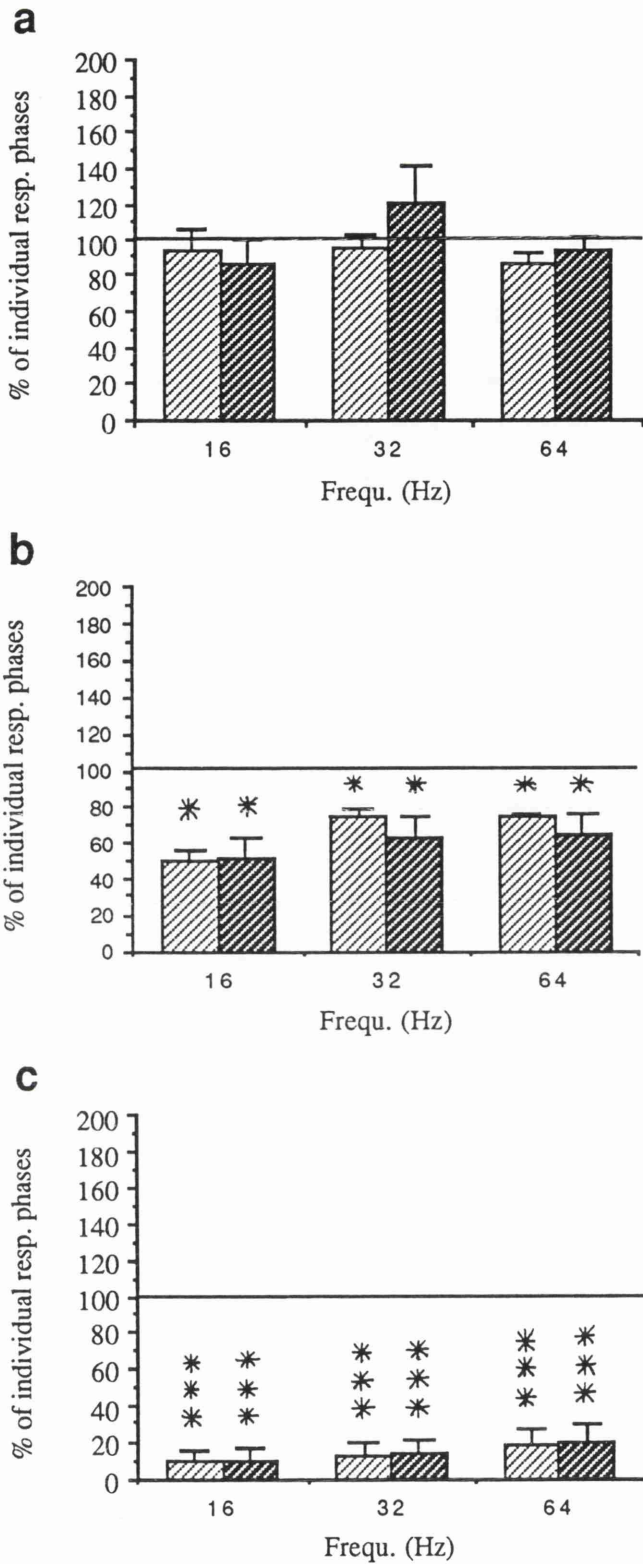 a
% of individual resp. phases
200
180
160
140
120
100
80
60
40
20
0
16 32 64
Frequ. (Hz)
b
% of individual resp. phases
200
180
160
140
120
100
80
60
40
20
0
* * * * * *
16 32 64
Frequ. (Hz)
c
% of individual resp. phases
200
180
160
140
120
100
80
60
40
20
0
* * * * * *
* * * * * *
* * * * * *
16 32 64
Frequ. (Hz)